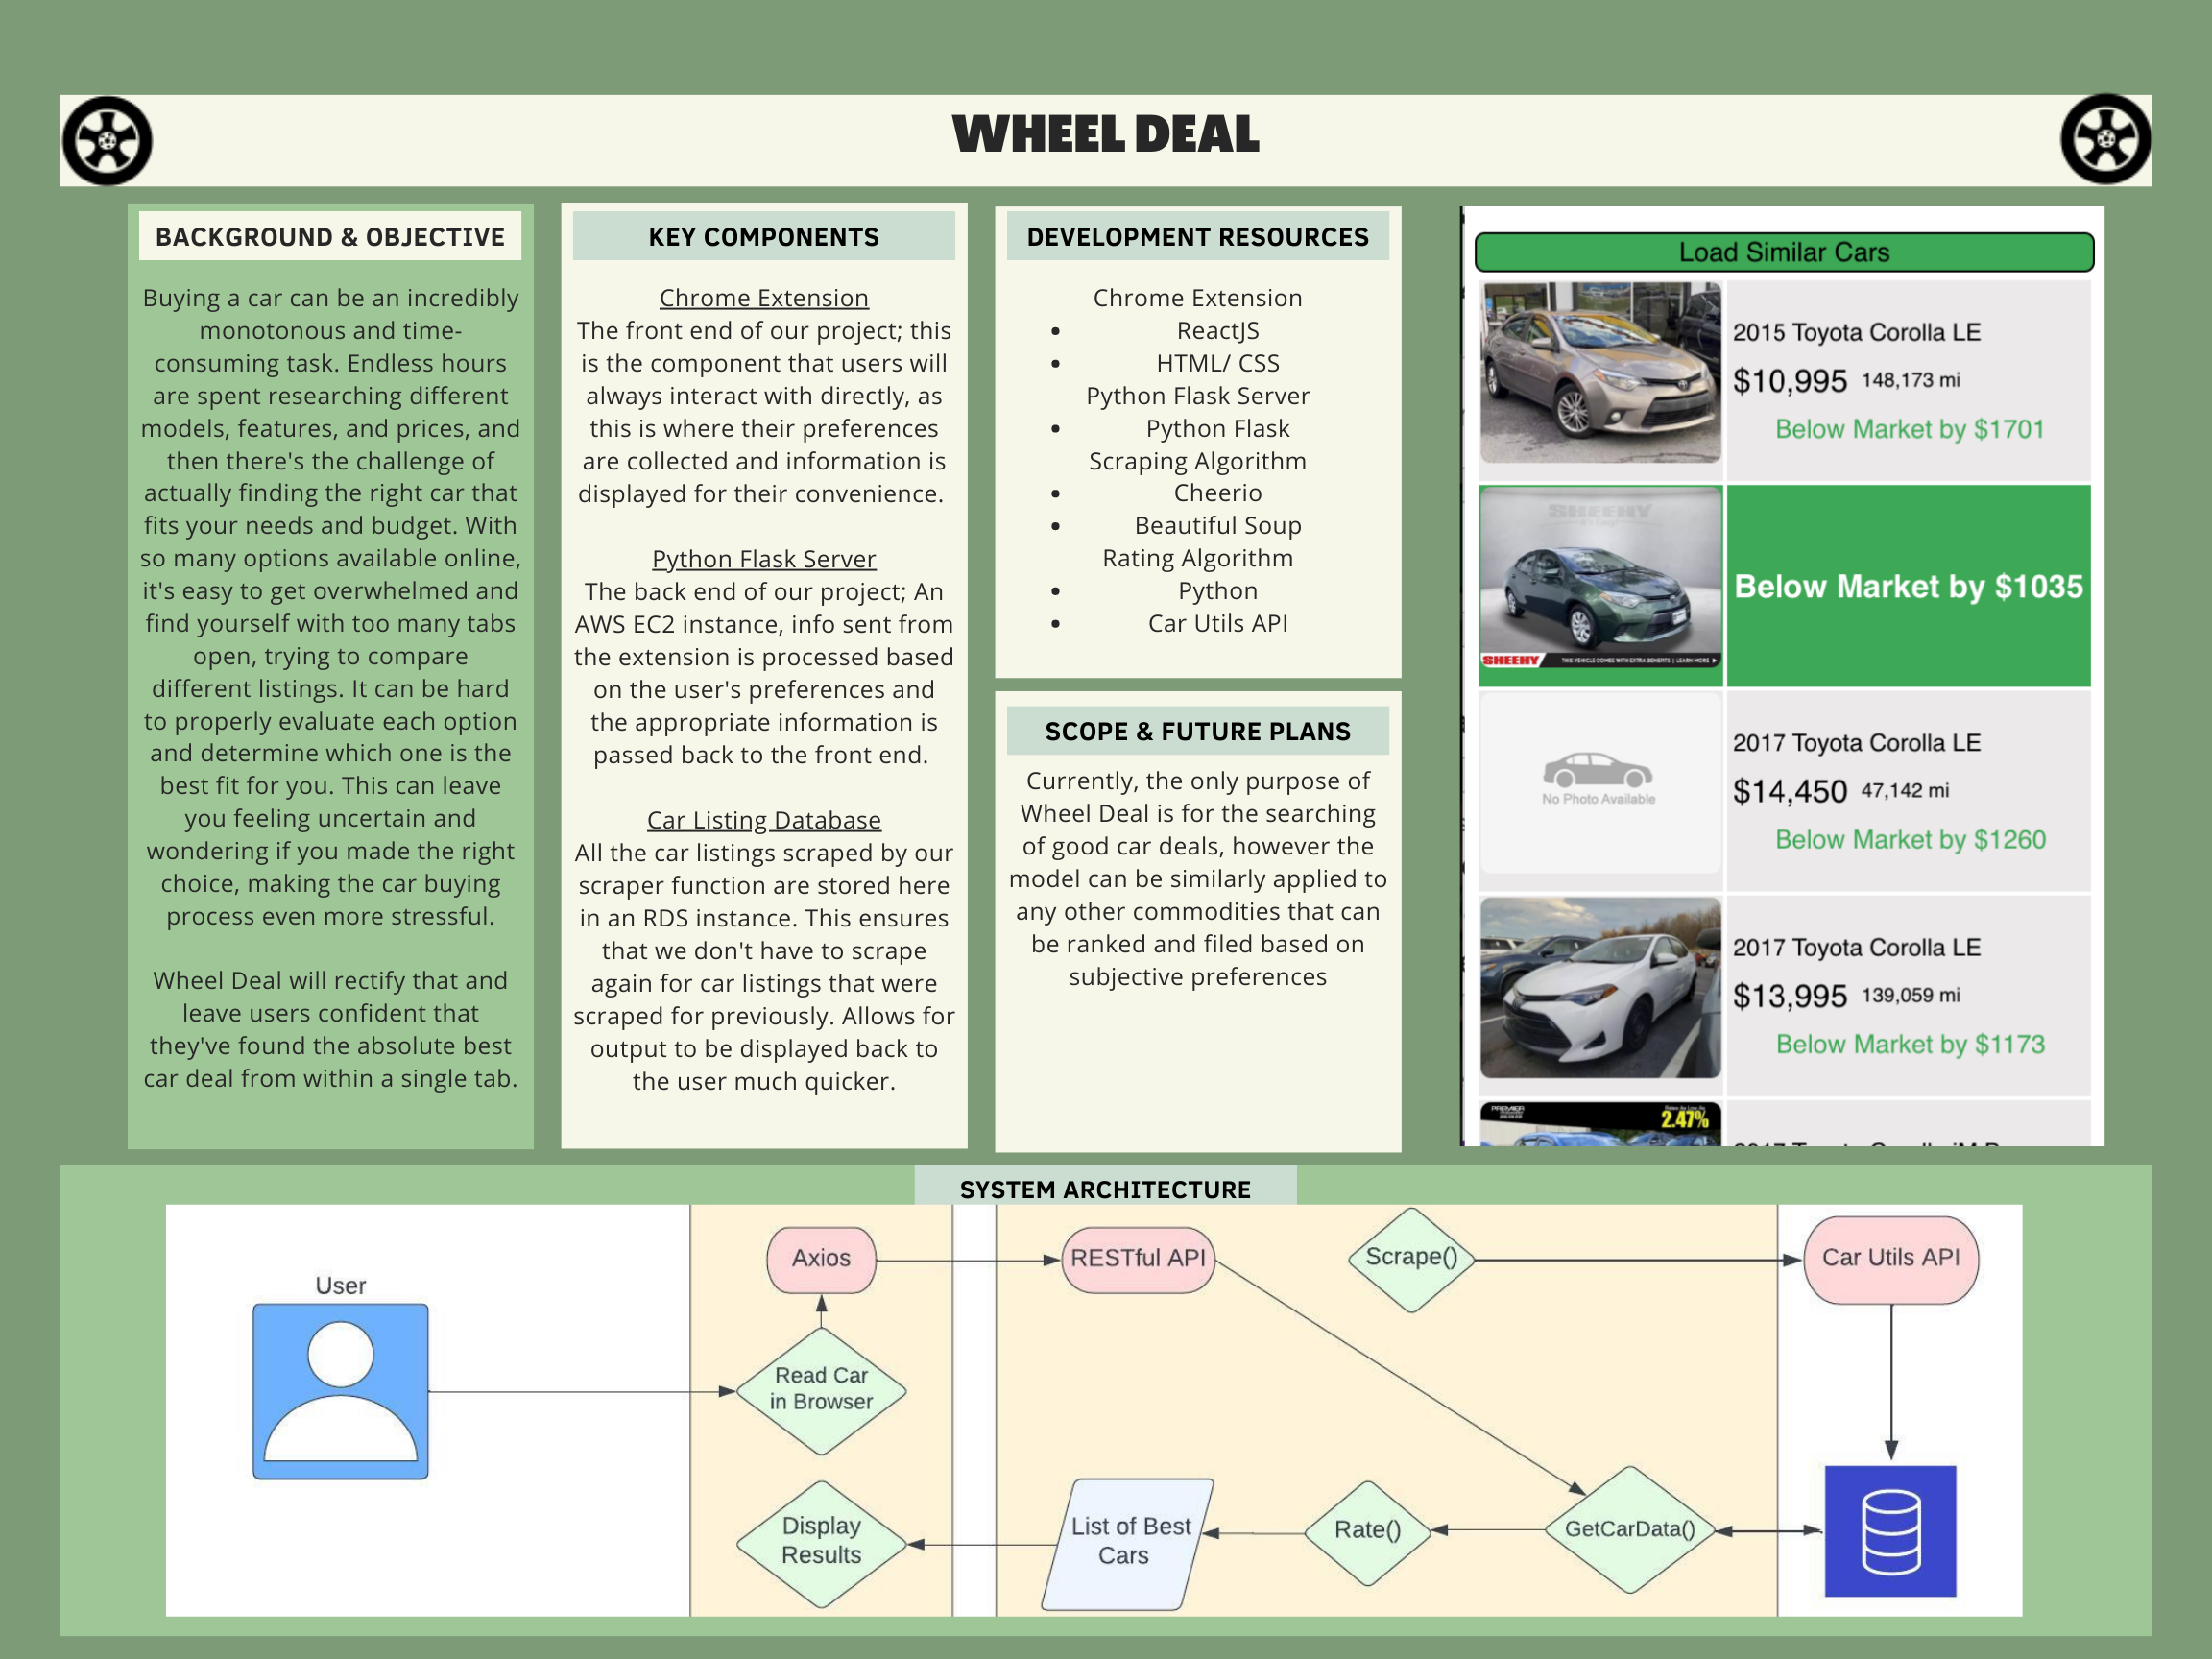 WHEEL DEAL
BACKGROUND & OBJECTIVE
Buying a car can be an incredibly
monotonous and time-
consuming task. Endless hours
are spent researching different
models, features, and prices, and
then there's the challenge of
actually finding the right car that
fits your needs and budget. With
so many options available online,
it's easy to get overwhelmed and
find yourself with too many tabs
open, trying to compare
different listings. It can be hard
to properly evaluate each option
and determine which one is the
best fit for you. This can leave
you feeling uncertain and
wondering if you made the right
choice, making the car buying
process even more stressful.
Wheel Deal will rectify that and
leave users confident that
they've found the absolute best
car deal from within a single tab.
KEY COMPONENTS
Chrome Extension
The front end of our project; this
is the component that users will
always interact with directly, as
this is where their preferences
are collected and information is
displayed for their convenience.
Python Flask Server
The back end of our project; An
AWS EC2 instance, info sent from
the extension is processed based
on the user's preferences and
the appropriate information is
passed back to the front end.
Car Listing Database
All the car listings scraped by our
scraper function are stored here
in an RDS instance. This ensures
that we don't have to scrape
again for car listings that were
scraped for previously. Allows for
output to be displayed back to
the user much quicker.
DEVELOPMENT RESOURCES
Chrome Extension
• ReactJS
• HTML/ CSS
Python Flask Server
• Python Flask
Scraping Algorithm
• Cheerio
• Beautiful Soup
Rating Algorithm
• Python
• Car Utils API
SCOPE & FUTURE PLANS
Currently, the only purpose of
Wheel Deal is for the searching
of good car deals, however the
model can be similarly applied to
any other commodities that can
be ranked and filed based on
subjective preferences
Load Similar Cars
2015 Toyota Corolla LE
$10,995 148,173 mi
Below Market by $1701
SHEEHY
Below Market by $1035
SHEEHY THIS VEHICLE COMES WITH EXTRA BENEFITS | LEARN MORE
No Photo Available
2017 Toyota Corolla LE
$14,450 47,142 mi
Below Market by $1260
2017 Toyota Corolla LE
$13,995 139,059 mi
Below Market by $1173
PREMIER
2.47%
2017 Toyota Corolla iM
SYSTEM ARCHITECTURE
User
Axios
RESTful API
Scrape()
Car Utils API
Read Car
in Browser
Display
Results
List of Best
Cars
Rate()
GetCarData()